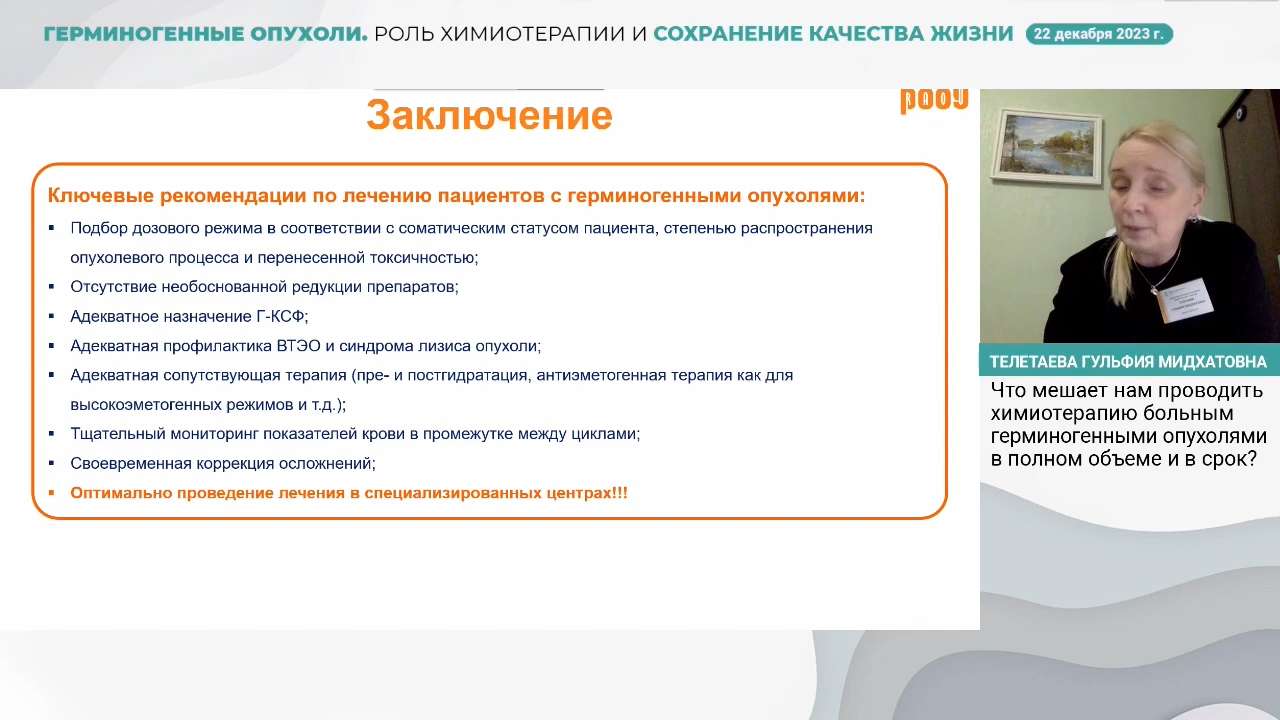 ГЕРМИНОГЕННЫЕ ОПУХОЛИ. РОЛЬ ХИМИОТЕРАПИИ И СОХРАНЕНИЕ КАЧЕСТВА ЖИЗНИ 22 декабря 2023 г.
Заключение
Ключевые рекомендации по лечению пациентов с герминогенными опухолями:
▪ Подбор дозового режима в соответствии с соматическим статусом пациента, степенью распространения
опухолевого процесса и перенесенной токсичностью;
▪ Отсутствие необоснованной редукции препаратов;
▪ Адекватное назначение Г-КСФ;
▪ Адекватная профилактика ВТЭО и синдрома лизиса опухоли;
▪ Адекватная сопутствующая терапия (пре- и постгидратация, антиэметогенная терапия как для
высокоэметогенных режимов и т.д.);
▪ Тщательный мониторинг показателей крови в промежутке между циклами;
▪ Своевременная коррекция осложнений;
▪ Оптимально проведение лечения в специализированных центрах!!!
ТЕЛЕТАЕВА ГУЛЬФИЯ МИДХАТОВНА
Что мешает нам проводить
химиотерапию больным
герминогенными опухолями
в полном объеме и в срок?